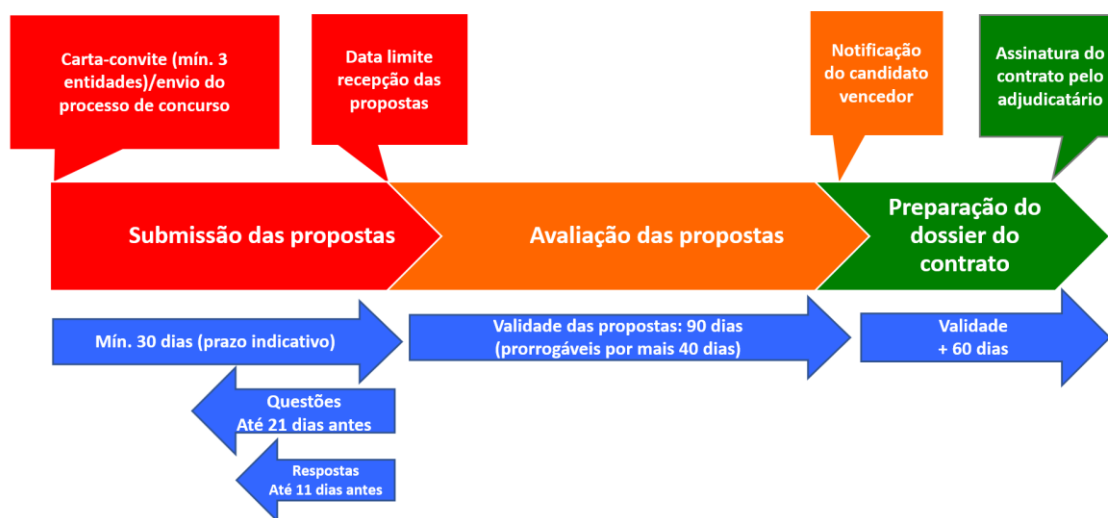 Carta-convite (mín. 3
entidades)/envio do
processo de concurso
Data limite
recepção das
propostas
Notificação
do candidato
vencedor
Assinatura do
contrato pelo
adjudicatário
Submissão das propostas
Avaliação das propostas
Preparação do
dossier do
contrato
Mín. 30 dias (prazo indicativo)
Validade das propostas: 90 dias
(prorrogáveis por mais 40 dias)
Validade
+ 60 dias
Questões
Até 21 dias antes
Respostas
Até 11 dias antes